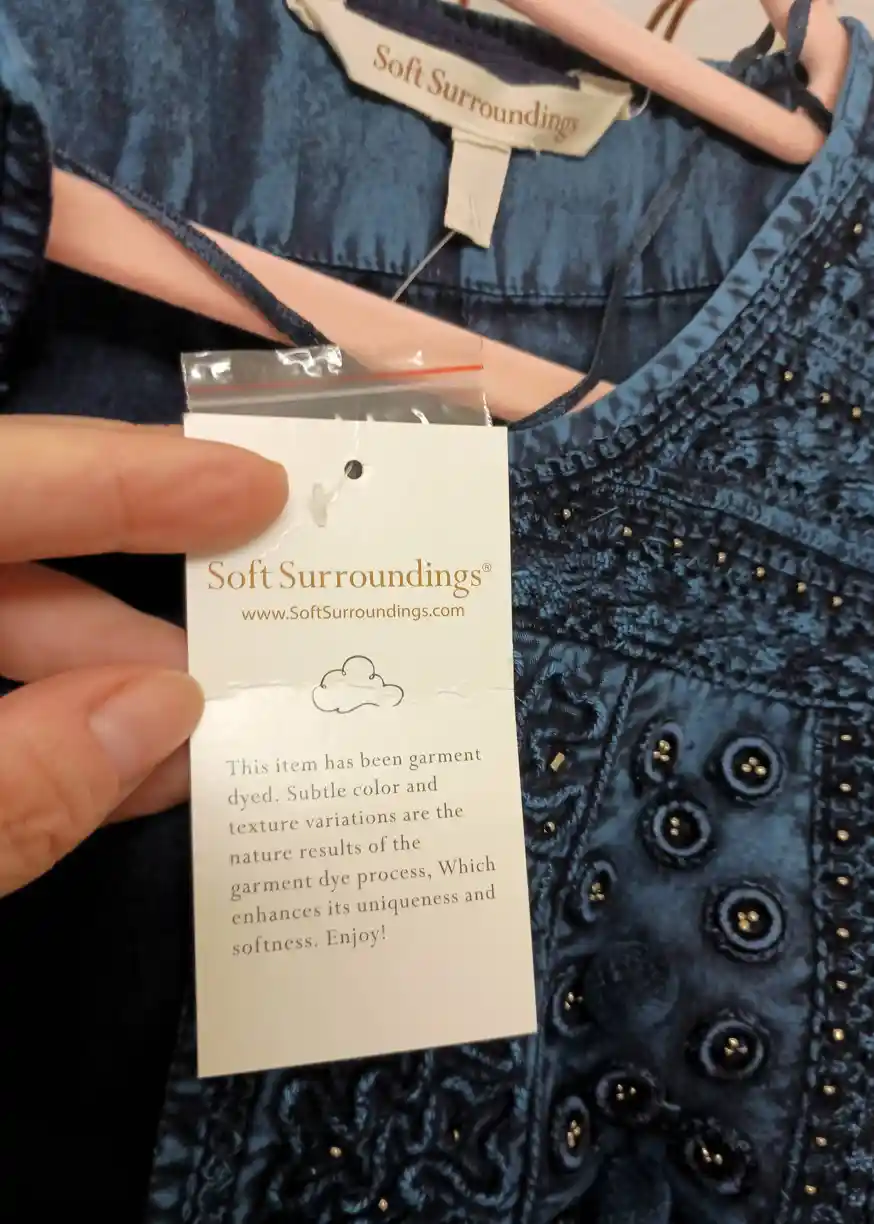 Soft Surroundings
Soft Surroundings®
www.SoftSurroundings.com
This item has been garment
dyed. Subtle color and
texture variations are the
nature results of the
garment dye process, Which
enhances its uniqueness and
softness. Enjoy!